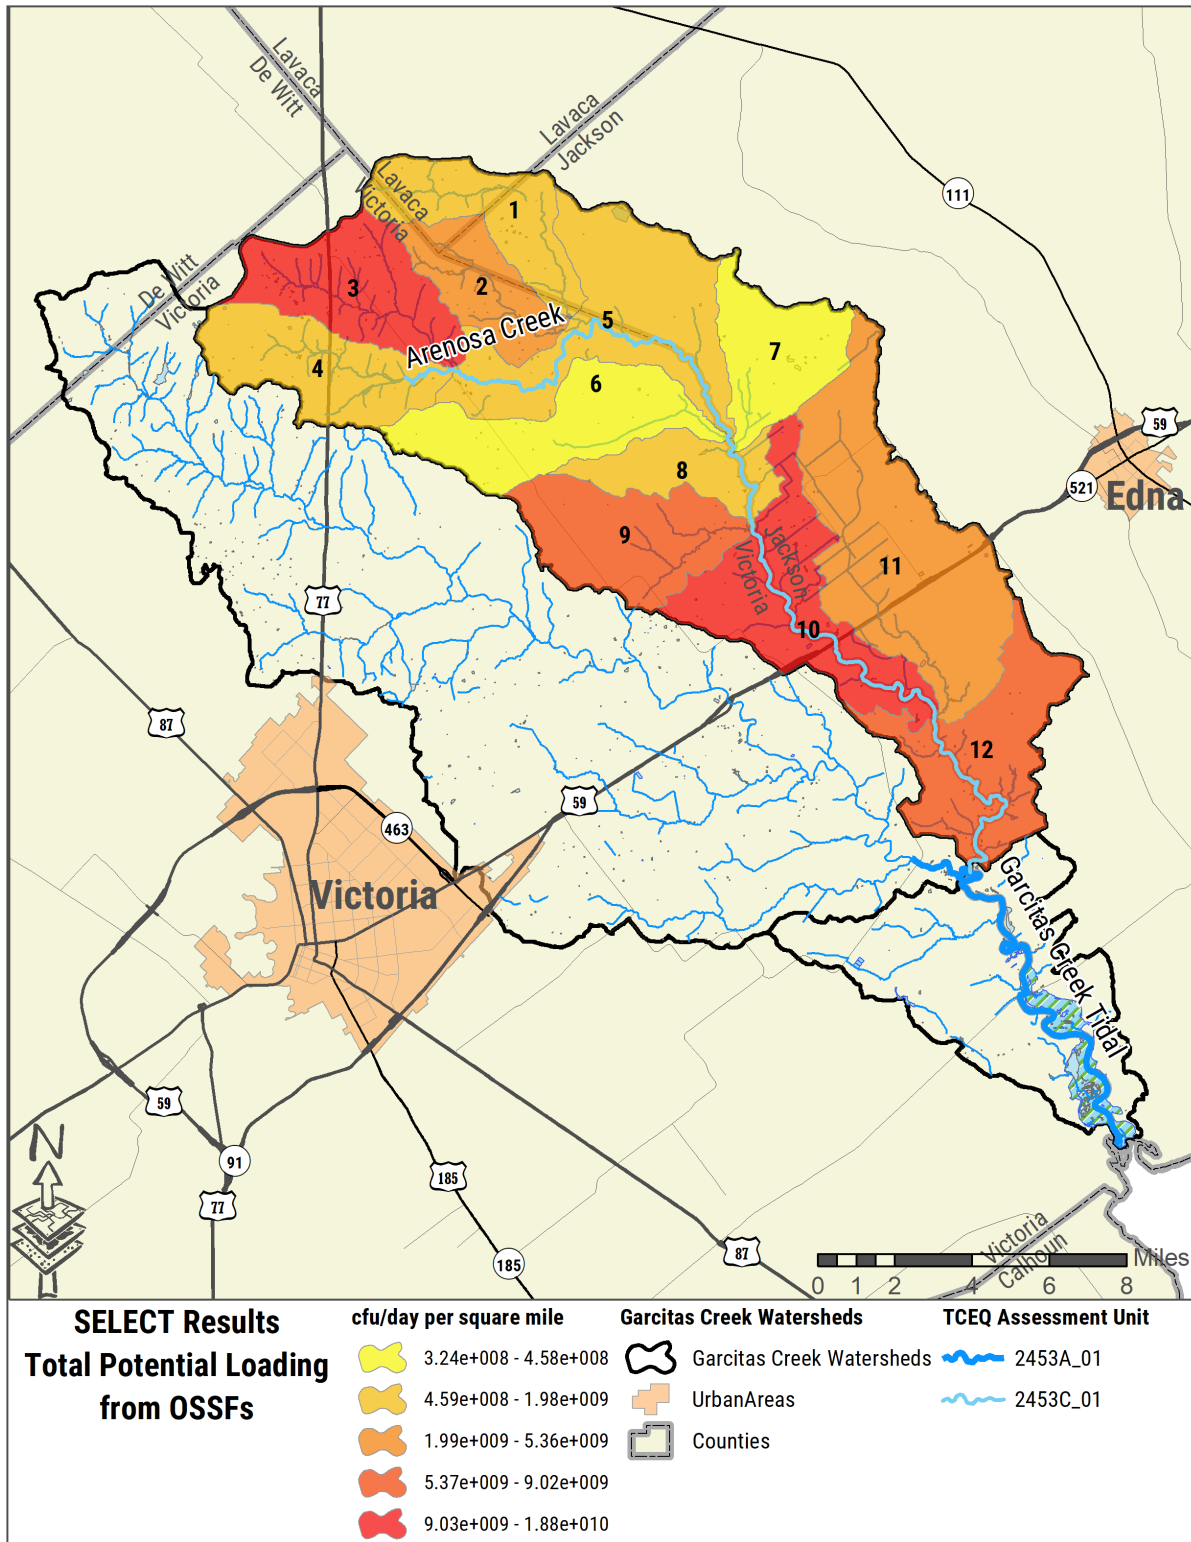 Lavaca
De Witt
Lavaca
Jackson
Lavaca
Victoria
111
De Witt
Victoria
1
2
3
4
5
6
7
8
9
10
11
12
Arenosa Creek
59
521
Edna
Jackson
Victoria
77
87
59
463
Victoria
Garcitas Creek Tidal
59
91
77
185
185
87
N
Victoria
Calhoun
Miles
0 1 2 4 6 8
SELECT Results
Total Potential Loading
from OSSFs
cfu/day per square mile
3.24e+008 - 4.58e+008
4.59e+008 - 1.98e+009
1.99e+009 - 5.36e+009
5.37e+009 - 9.02e+009
9.03e+009 - 1.88e+010
Garcitas Creek Watersheds
Garcitas Creek Watersheds
UrbanAreas
Counties
TCEQ Assessment Unit
2453A_01
2453C_01